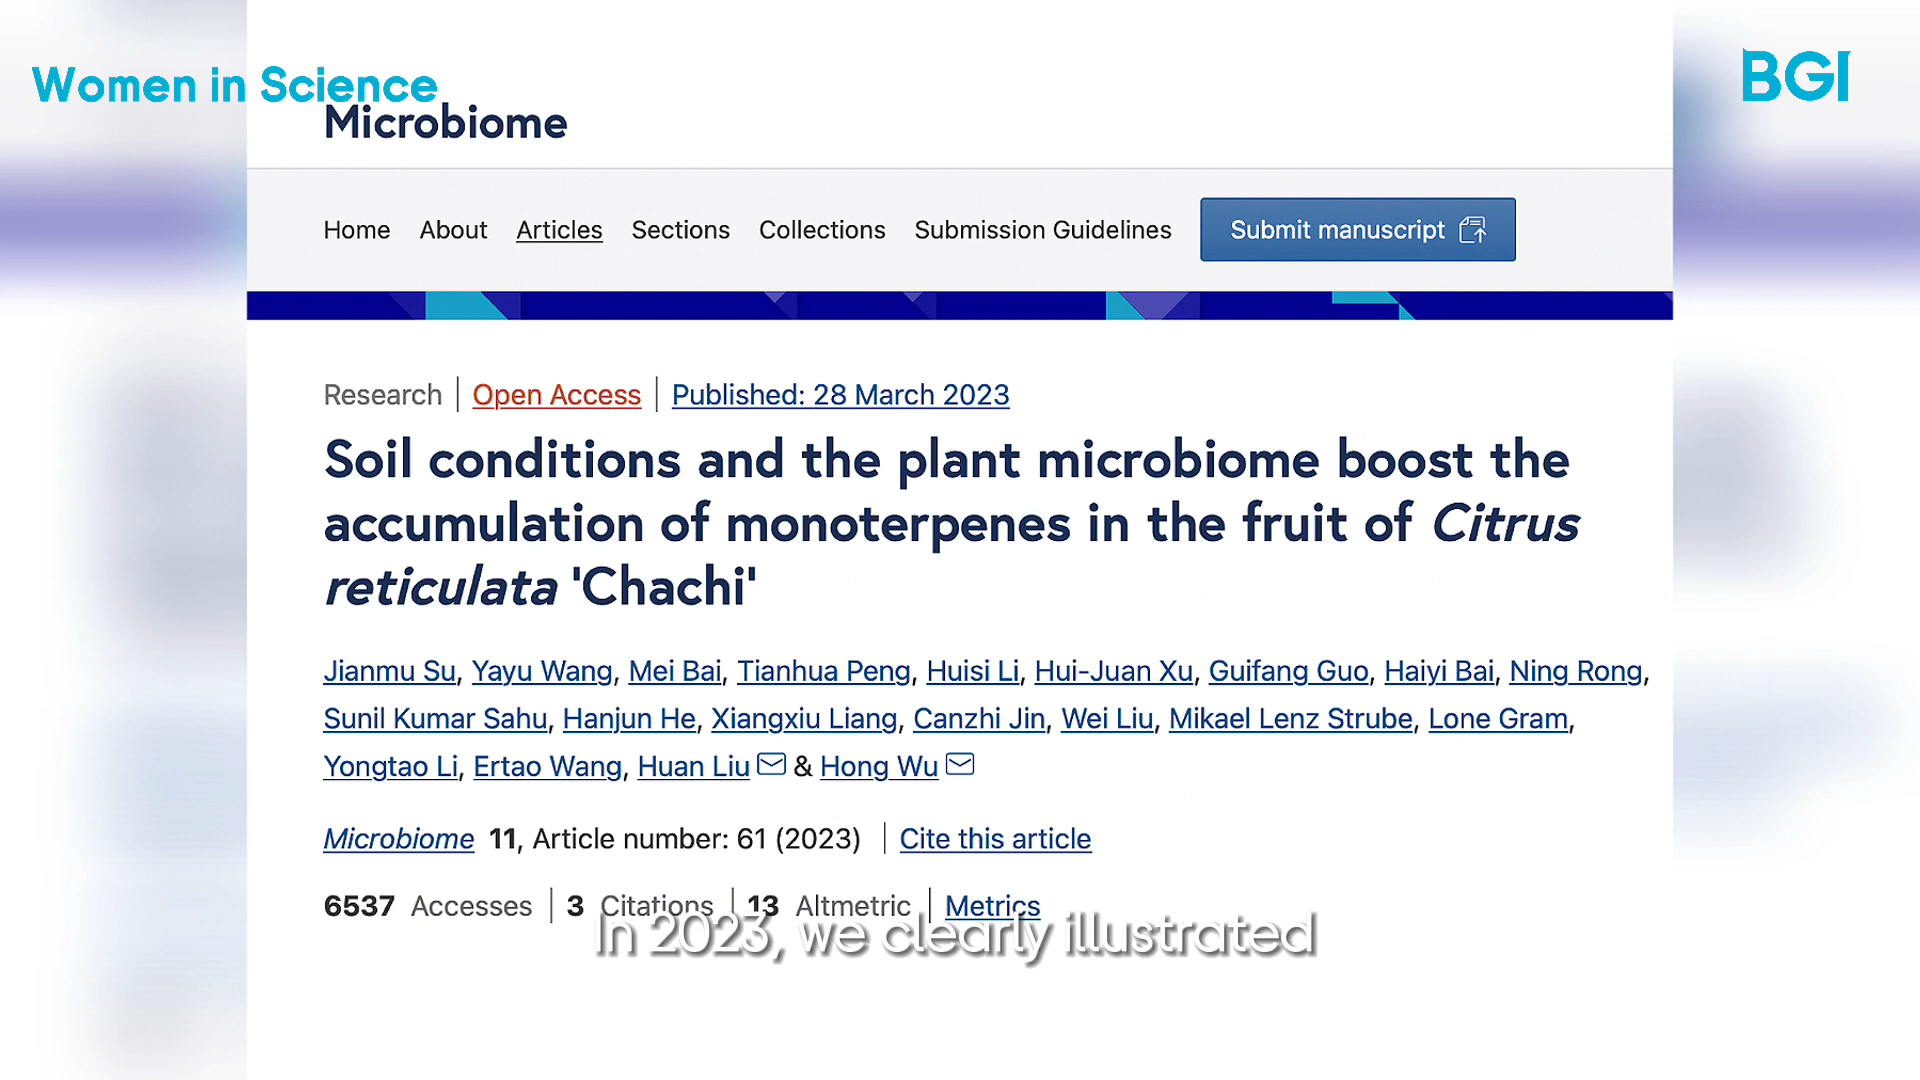 Women in Science
BGI
Microbiome
Home About Articles Sections Collections Submission Guidelines Submit manuscript
Research | Open Access | Published: 28 March 2023
Soil conditions and the plant microbiome boost the
accumulation of monoterpenes in the fruit of Citrus
reticulata 'Chachi'
Jianmu Su, Yayu Wang, Mei Bai, Tianhua Peng, Huisi Li, Hui-Juan Xu, Guifang Guo, Haiyi Bai, Ning Rong,
Sunil Kumar Sahu, Hanjun He, Xiangxiu Liang, Canzhi Jin, Wei Liu, Mikael Lenz Strube, Lone Gram,
Yongtao Li, Ertao Wang, Huan Liu & Hong Wu
Microbiome 11, Article number: 61 (2023) | Cite this article
6537 Accesses | 3 Citations | 13 Altmetric | Metrics
In 2023, we clearly illustrated